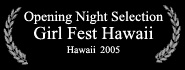 Opening Night Selection
Girl Fest Hawaii
Hawaii 2005